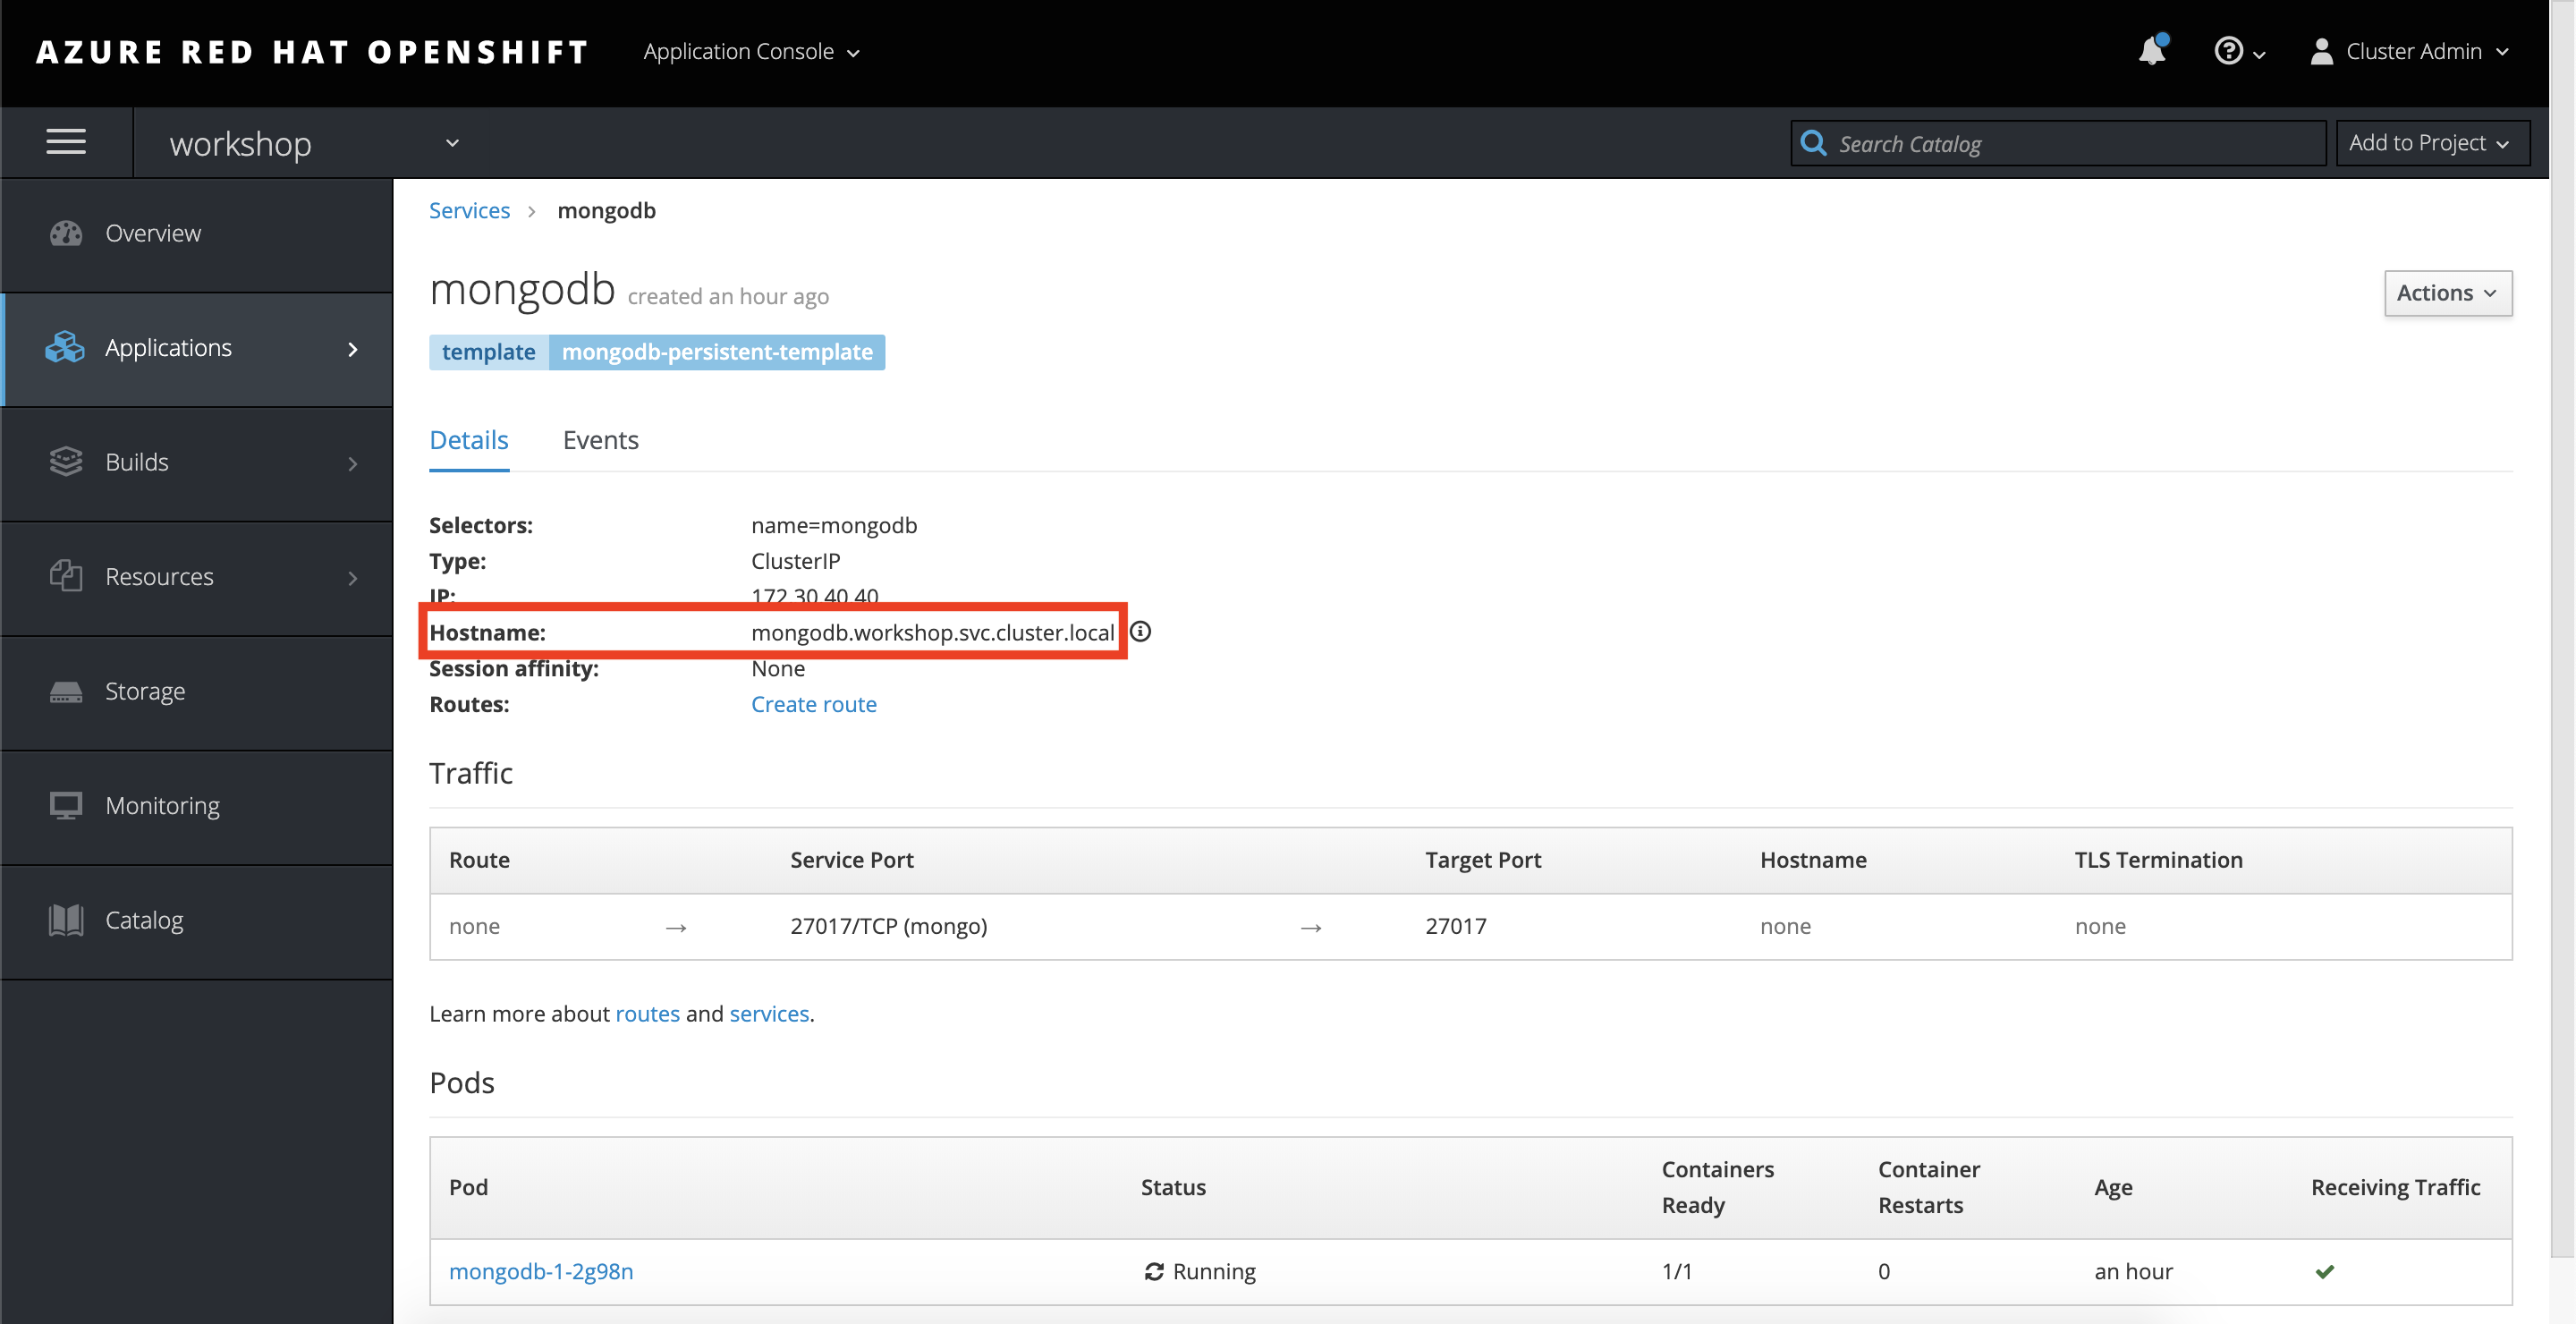 AZURE RED HAT OPENSHIFT Application Console Cluster Admin
workshop Search Catalog Add to Project
Overview
Applications
Builds
Resources
Storage
Monitoring
Catalog
Services > mongodb
mongodb created an hour ago
Actions
template mongodb-persistent-template
Details Events
Selectors: name=mongodb
Type: ClusterIP
IP: 172.30.40.40
Hostname: mongodb.workshop.svc.cluster.local
Session affinity: None
Routes: Create route
Traffic
Route Service Port Target Port Hostname TLS Termination
none → 27017/TCP (mongo) → 27017 none none
Learn more about routes and services.
Pods
Pod Status Containers Ready Container Restarts Age Receiving Traffic
mongodb-1-2g98n Running 1/1 0 an hour